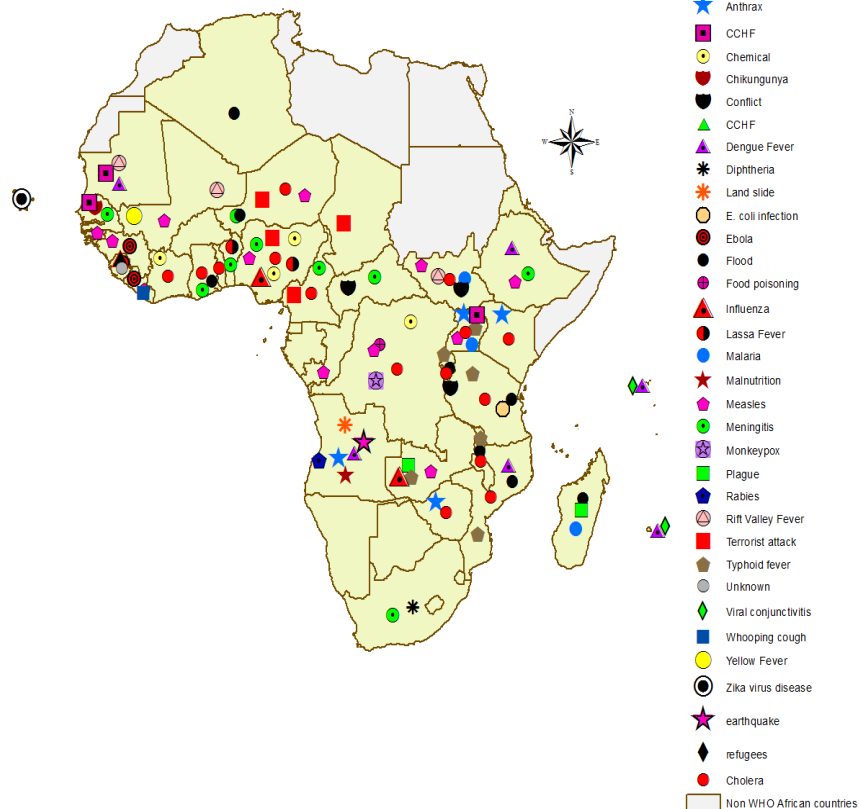 Anthrax
CCHF
Chemical
Chikungunya
Conflict
CCHF
Dengue Fever
N
W E
S
Diphtheria
Land slide
E. coli infection
Ebola
Flood
Food poisoning
Influenza
Lassa Fever
Malaria
Malnutrition
Measles
Meningitis
Monkeypox
Plague
Rabies
Rift Valley Fever
Terrorist attack
Typhoid fever
Unknown
Viral conjunctivitis
Whooping cough
Yellow Fever
Zika virus disease
earthquake
refugees
Cholera
Non WHO African countries